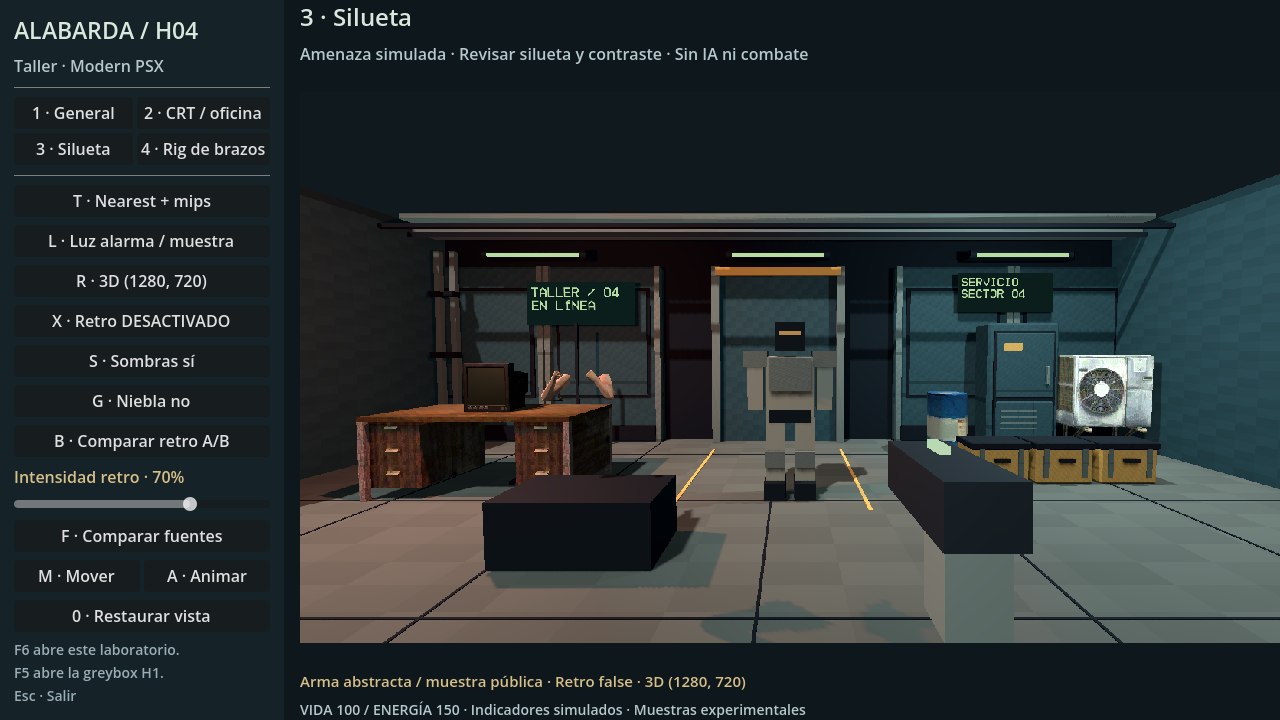 ALABARDA / H04
Taller · Modern PSX
1 · General
2 · CRT / oficina
3 · Silueta
4 · Rig de brazos
T · Nearest + mips
L · Luz alarma / muestra
R · 3D (1280, 720)
X · Retro DESACTIVADO
S · Sombras sí
G · Niebla no
B · Comparar retro A/B
Intensidad retro · 70%
F · Comparar fuentes
M · Mover
A · Animar
0 · Restaurar vista
F6 abre este laboratorio.
F5 abre la greybox H1.
Esc · Salir
3 · Silueta
Amenaza simulada · Revisar silueta y contraste · Sin IA ni combate
TALLER / 04
EN LÍNEA
SERVICIO
SECTOR 04
Arma abstracta / muestra pública · Retro false · 3D (1280, 720)
VIDA 100 / ENERGÍA 150 · Indicadores simulados · Muestras experimentales